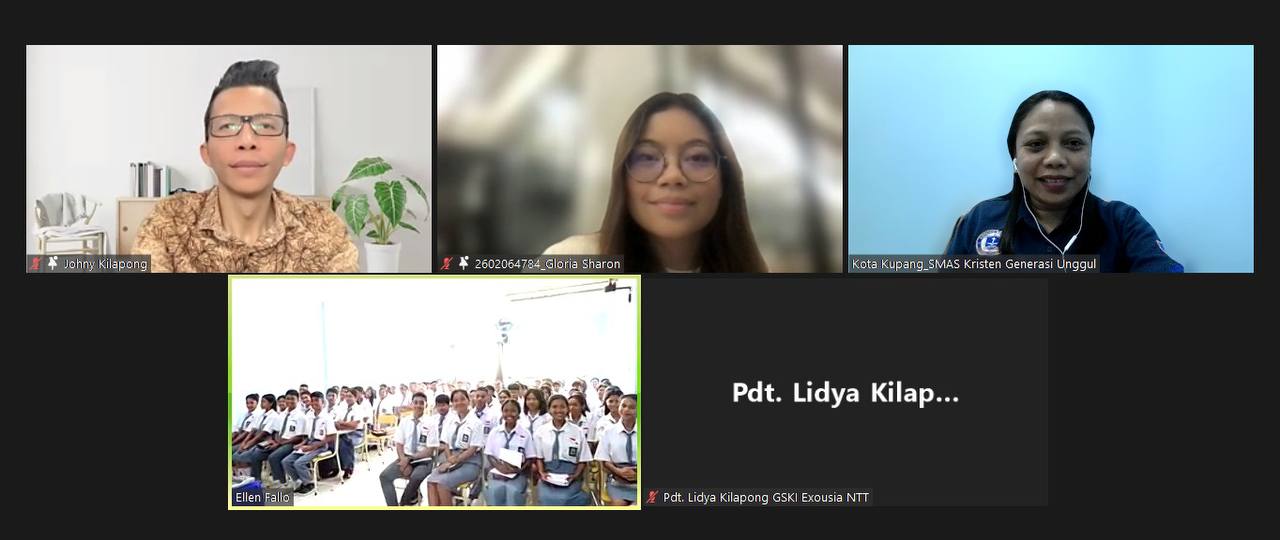 Johny Kilapong
2602064784_Gloria Sharon
Kota Kupang_SMAS Kristen Generasi Unggul
Pdt. Lidya Kilap...
Ellen Fallo
Pdt. Lidya Kilapong GSKI Exousia NTT